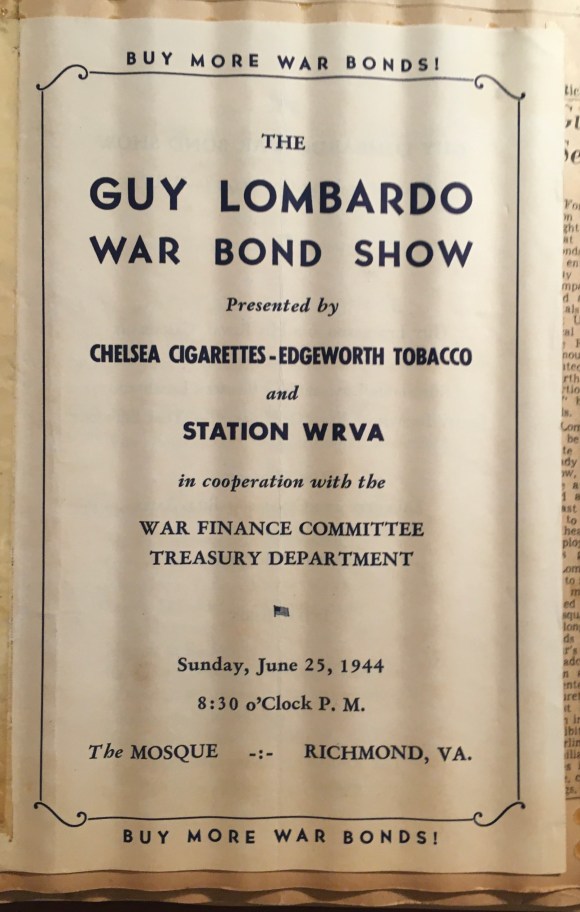 BUY MORE WAR BONDS!
THE
GUY LOMBARDO
WAR BOND SHOW
Presented by
CHELSEA CIGARETTES-EDGEWORTH TOBACCO
and
STATION WRVA
in cooperation with the
WAR FINANCE COMMITTEE
TREASURY DEPARTMENT
Sunday, June 25, 1944
8:30 o'Clock P. M.
The MOSQUE -:- RICHMOND, VA.
BUY MORE WAR BONDS!